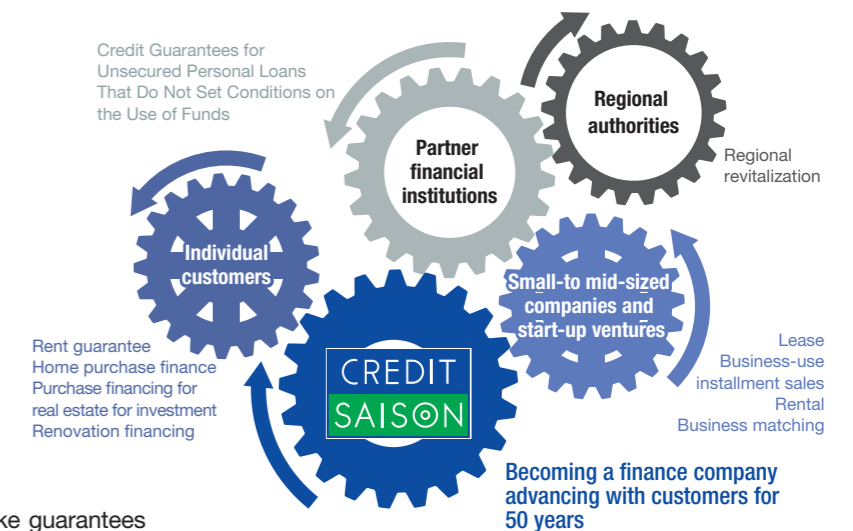 Credit Guarantees for
Unsecured Personal Loans
That Do Not Set Conditions on
the Use of Funds
Partner
financial
institutions
Regional
authorities
Regional
revitalization
Individual
customers
Small-to mid-sized
companies and
start-up ventures
Rent guarantee
Home purchase finance
Purchase financing for
real estate for investment
Renovation financing
CREDIT
SAISON
Lease
Business-use
installment sales
Rental
Business matching
Becoming a finance company
advancing with customers for
50 years
guarantees